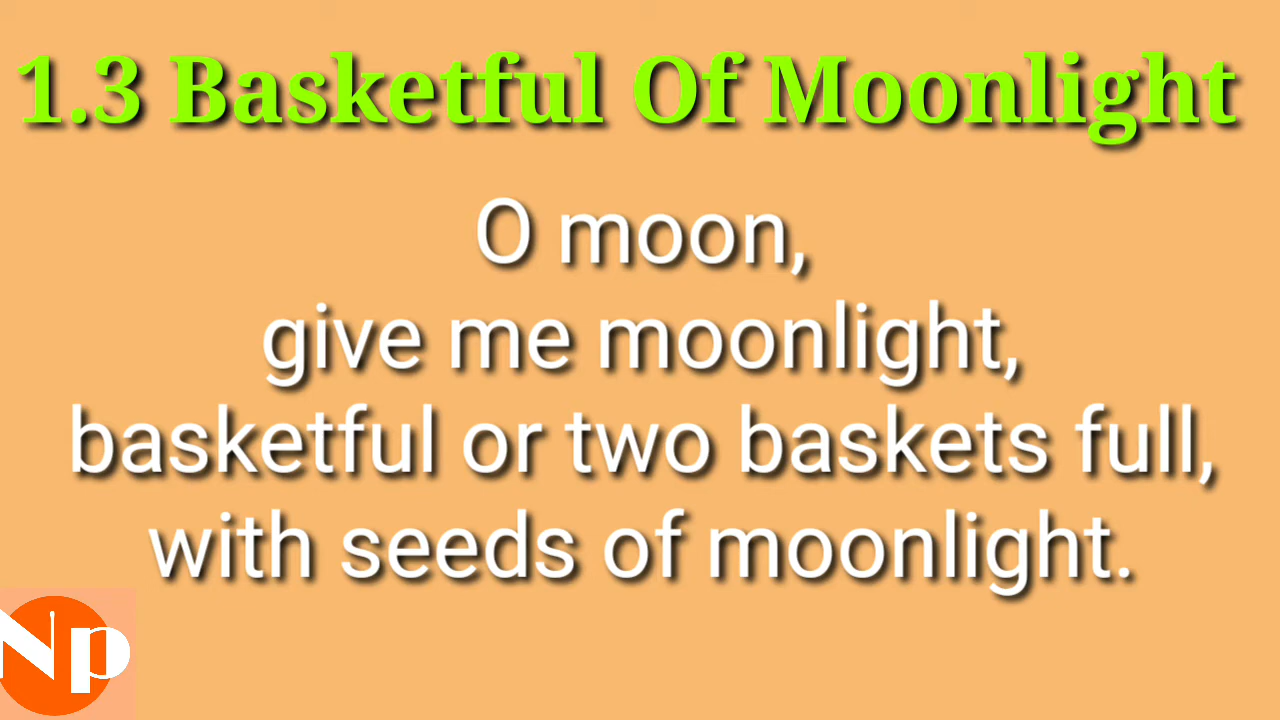 1.3 Basketful Of Moonlight
O moon,
give me moonlight,
basketful or two baskets full,
with seeds of moonlight.
Np